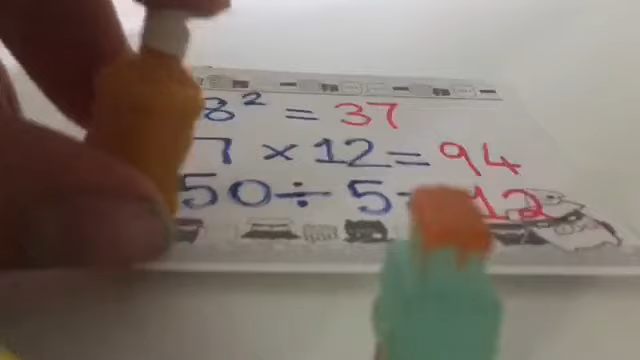 8² = 37
7 × 12 = 94
50 ÷ 5 = 12